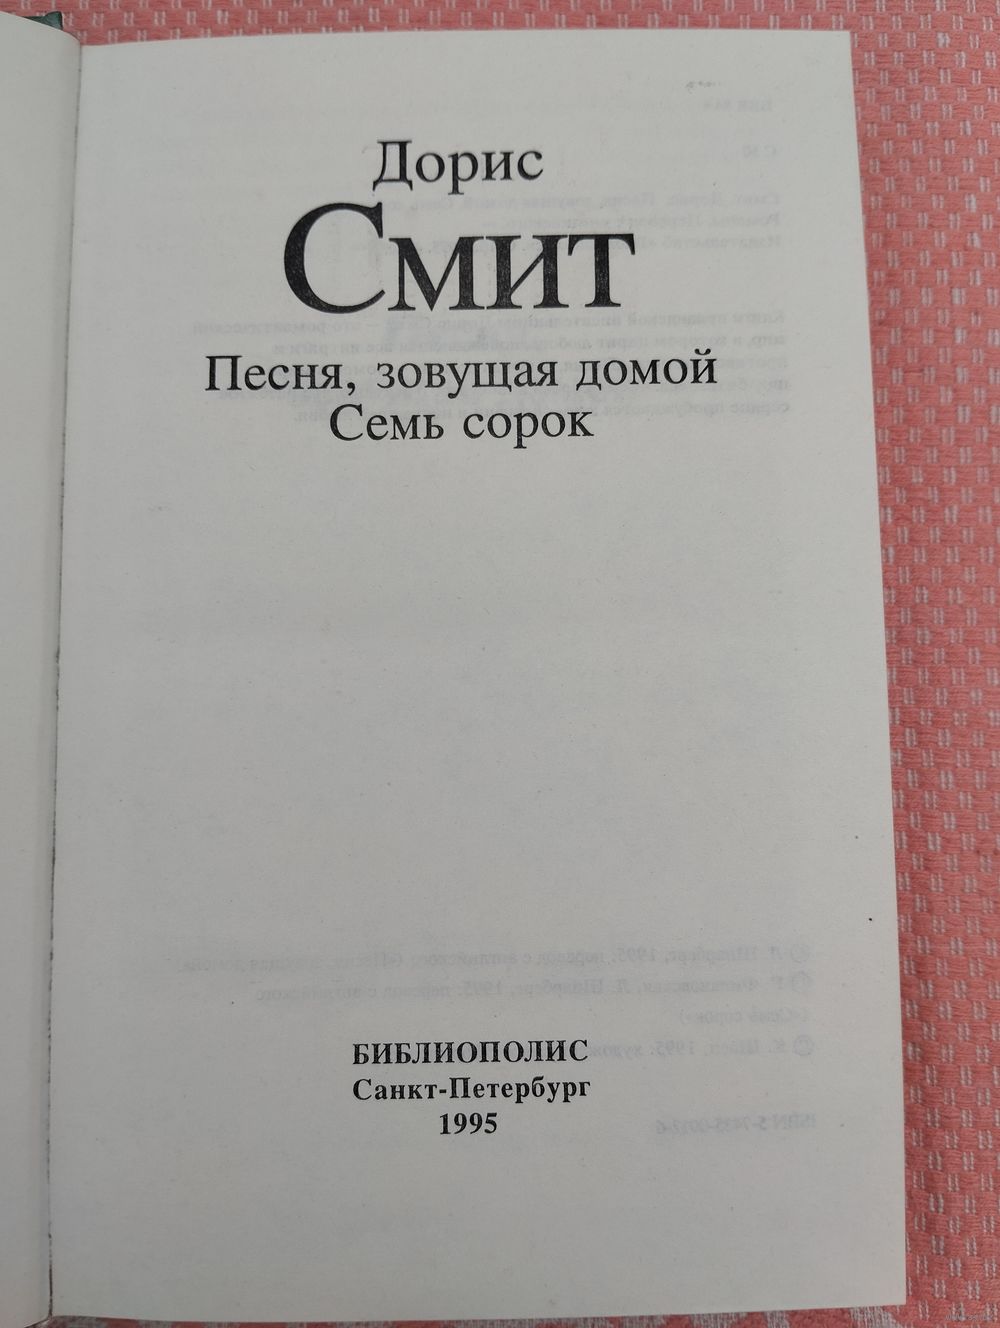 Дорис
Смит
Песня, зовущая домой
Семь сорок
БИБЛИОПОЛИС
Санкт-Петербург
1995